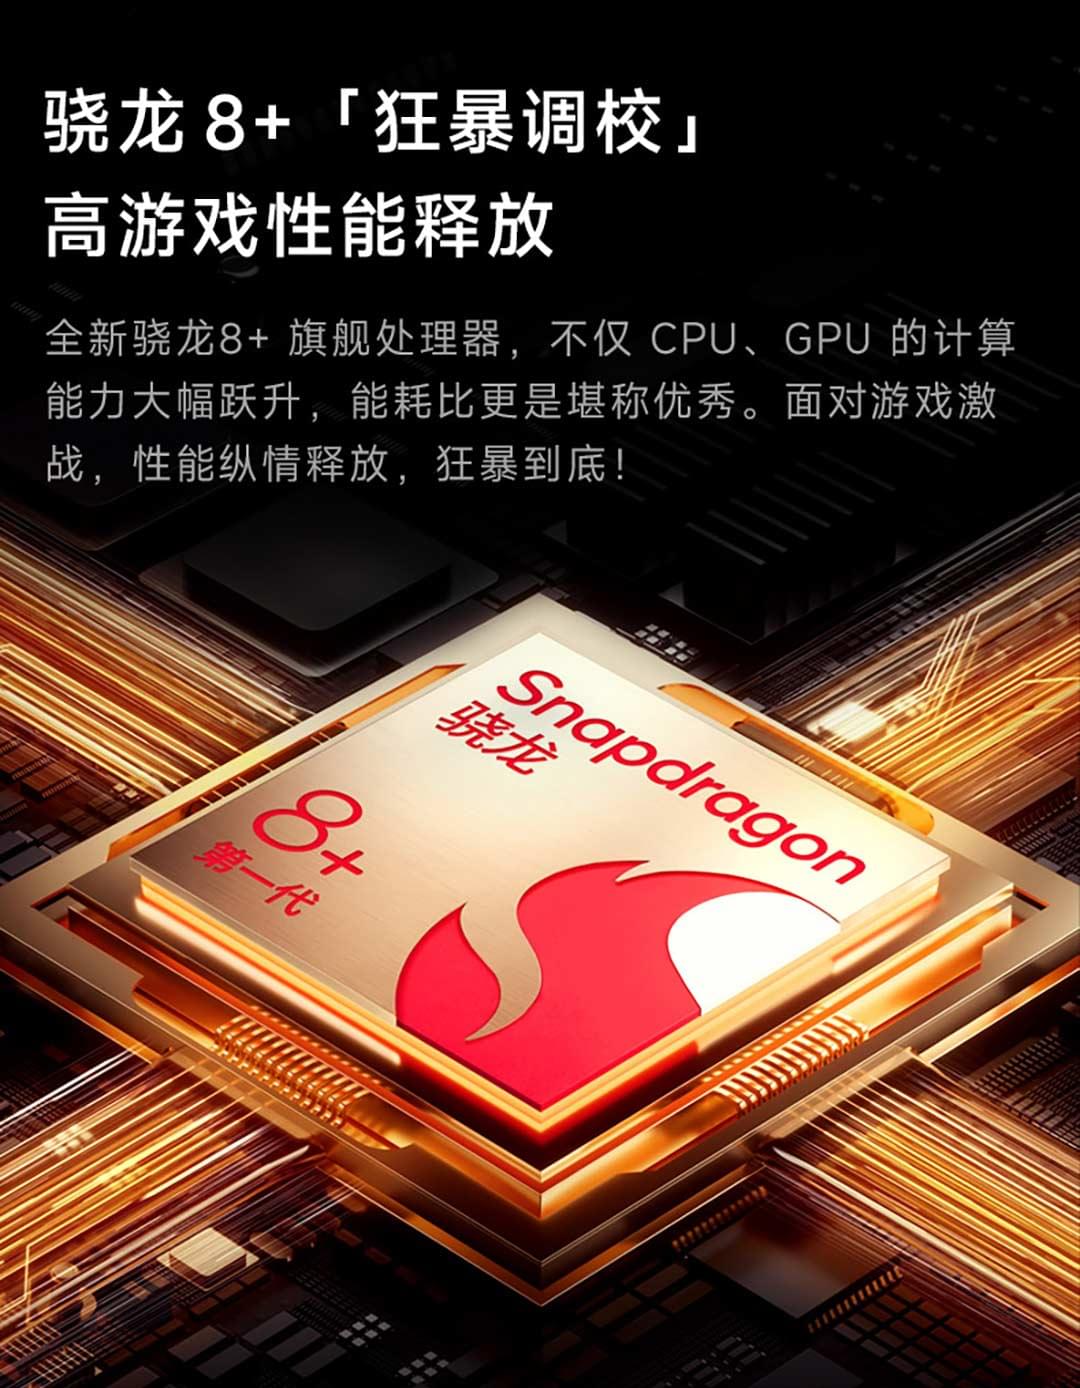 骁龙 8+「狂暴调校」
高游戏性能释放
全新骁龙8+ 旗舰处理器，不仅 CPU、GPU 的计算
能力大幅跃升，能耗比更是堪称优秀。面对游戏激
战，性能纵情释放，狂暴到底！
Snapdragon
骁龙
8+
第一代